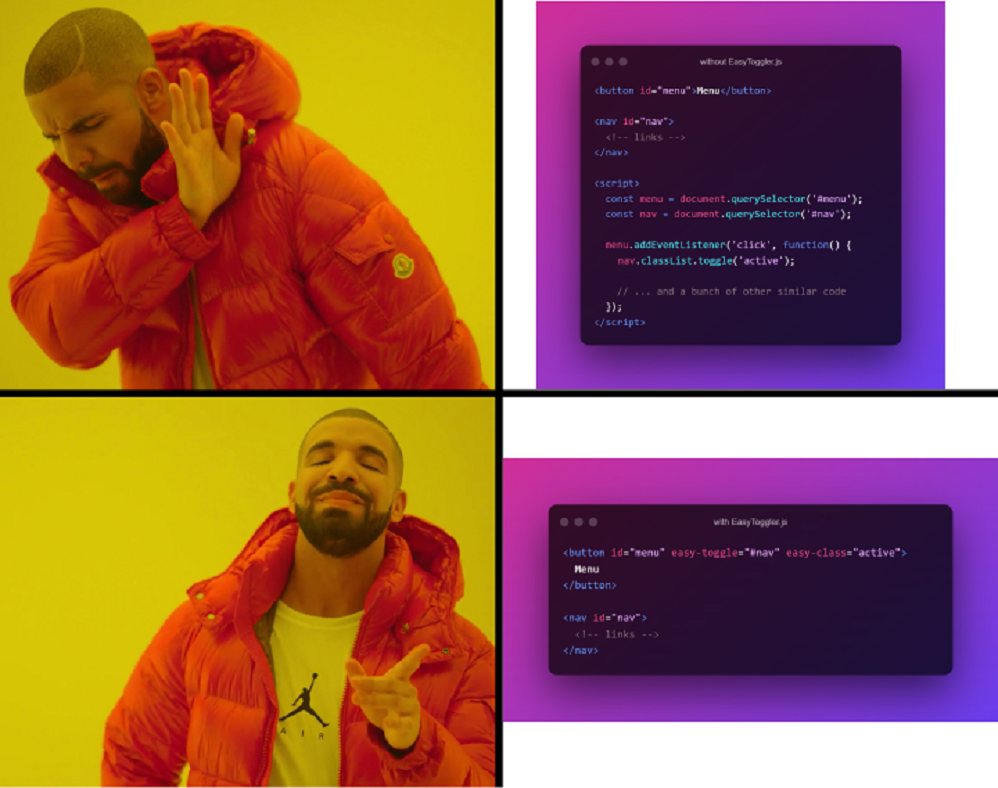 without EasyToggler.js
<button id="menu">Menu</button>
<nav id="nav">
<!-- links -->
</nav>
<script>
const menu = document.querySelector('#menu');
const nav = document.querySelector('#nav');
menu.addEventListener('click', function() {
nav.classList.toggle('active');
// ... and a bunch of other similar code
});
</script>
with EasyToggler.js
<button id="menu" easy-toggle="#nav" easy-class="active">
Menu
</button>
<nav id="nav">
<!-- links -->
</nav>
AIR